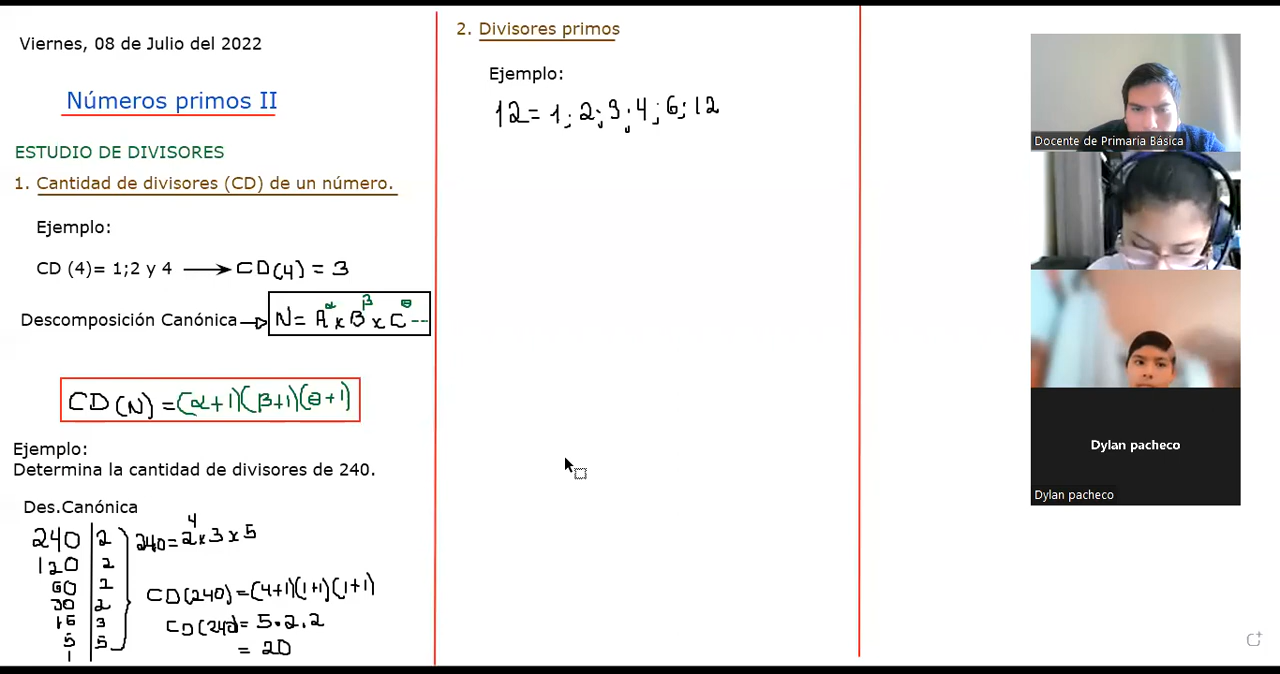 Viernes, 08 de Julio del 2022
Números primos II
ESTUDIO DE DIVISORES
1. Cantidad de divisores (CD) de un número.
Ejemplo:
CD (4)= 1;2 y 4 → CD(4) = 3
Descomposición Canónica → N= A^α x B^β x C^θ ---
CD(N) = (α+1)(β+1)(θ+1)
Ejemplo:
Determina la cantidad de divisores de 240.
Des.Canónica
240 | 2
120 | 2
60 | 2
30 | 2
15 | 3
5 | 5
1
240 = 2^4 x 3 x 5
CD(240) = (4+1)(1+1)(1+1)
CD(240) = 5.2.2
= 20
2. Divisores primos
Ejemplo:
12 = 1; 2; 3; 4; 6; 12
Docente de Primaria Básica
Dylan pacheco
Dylan pacheco